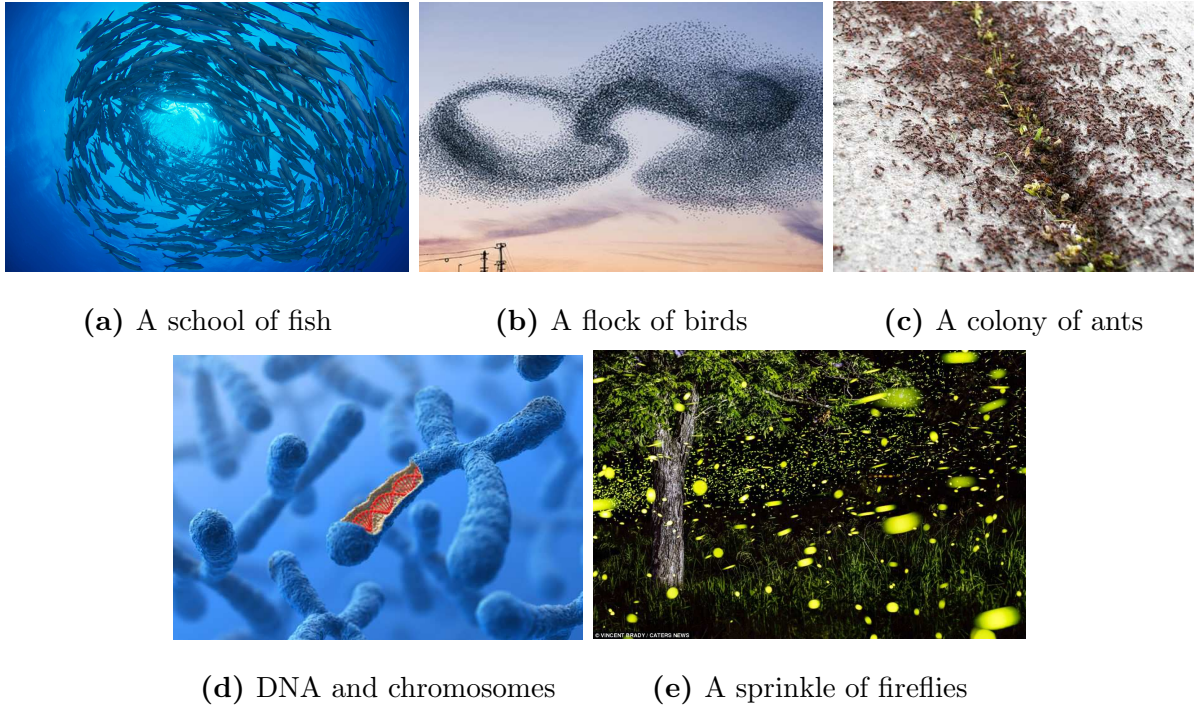 (a) A school of fish
(b) A flock of birds
(c) A colony of ants
© VINCENT BRADY / CATERS NEWS
(d) DNA and chromosomes
(e) A sprinkle of fireflies